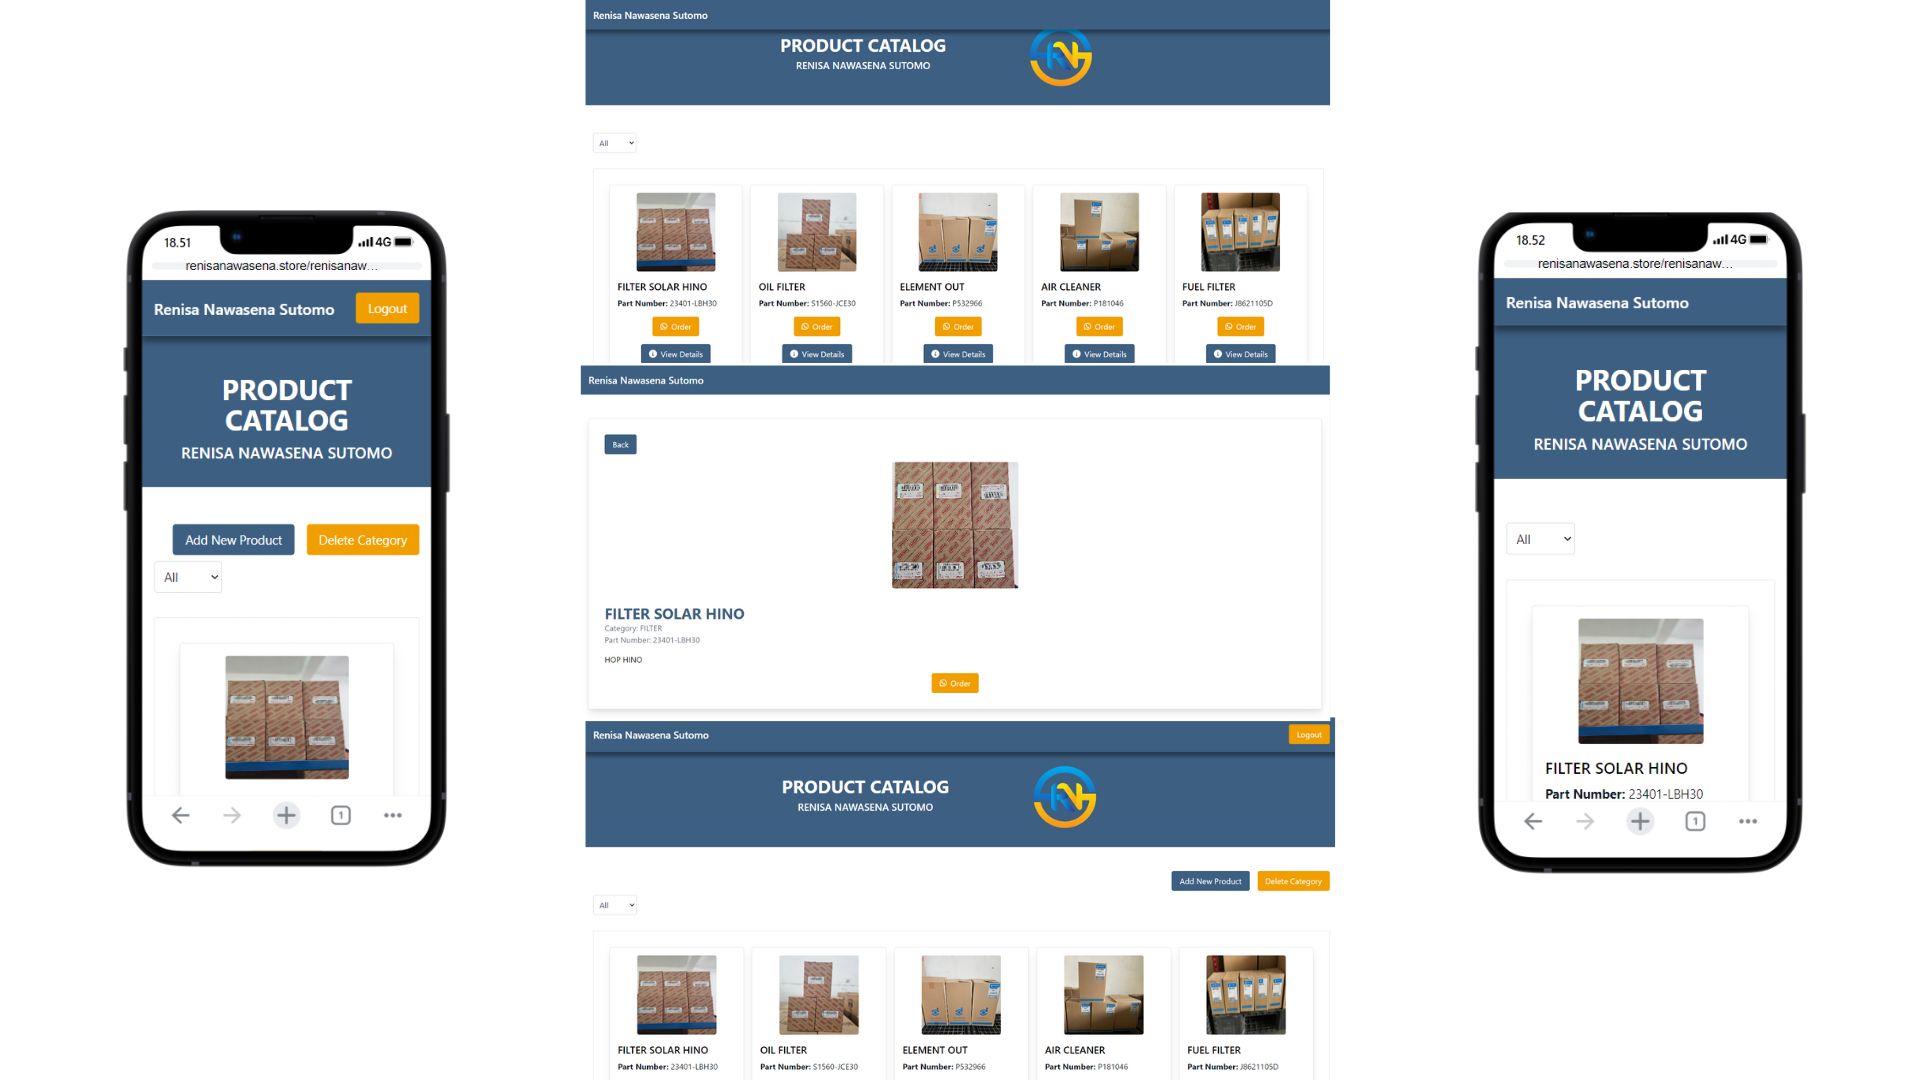 18.51
4G
renisanawasena.store/renisanaw...
Renisa Nawasena Sutomo
Logout
PRODUCT
CATALOG
RENISA NAWASENA SUTOMO
Add New Product
Delete Category
All
1
Renisa Nawasena Sutomo
PRODUCT CATALOG
RENISA NAWASENA SUTOMO
All
FILTER SOLAR HINO
Part Number: 23401-LBH30
Order
View Details
OIL FILTER
Part Number: S1560-JCE30
Order
View Details
ELEMENT OUT
Part Number: P532966
Order
View Details
AIR CLEANER
Part Number: P181046
Order
View Details
FUEL FILTER
Part Number: J8621105D
Order
View Details
Renisa Nawasena Sutomo
Back
FILTER SOLAR HINO
Category: FILTER
Part Number: 23401-LBH30
HOP HINO
Order
Renisa Nawasena Sutomo
Logout
PRODUCT CATALOG
RENISA NAWASENA SUTOMO
Add New Product
Delete Category
All
FILTER SOLAR HINO
Part Number: 23401-LBH30
OIL FILTER
Part Number: S1560-JCE30
ELEMENT OUT
Part Number: P532966
AIR CLEANER
Part Number: P181046
FUEL FILTER
Part Number: J8621105D
18.52
4G
renisanawasena.store/renisanaw...
Renisa Nawasena Sutomo
PRODUCT
CATALOG
RENISA NAWASENA SUTOMO
All
FILTER SOLAR HINO
Part Number: 23401-LBH30
1